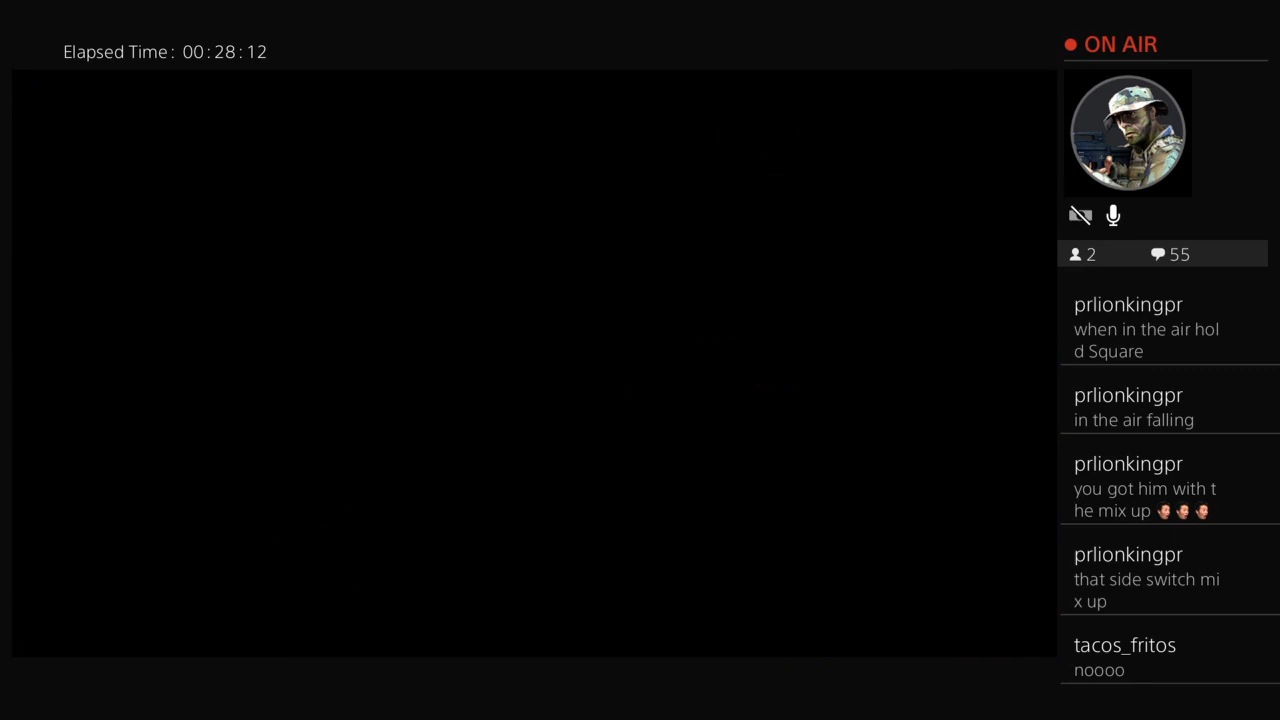 Elapsed Time: 00:28:12
ON AIR
2 55
prlionkingpr
when in the air hol
d Square
prlionkingpr
in the air falling
prlionkingpr
you got him with t
he mix up
prlionkingpr
that side switch mi
x up
tacos_fritos
noooo